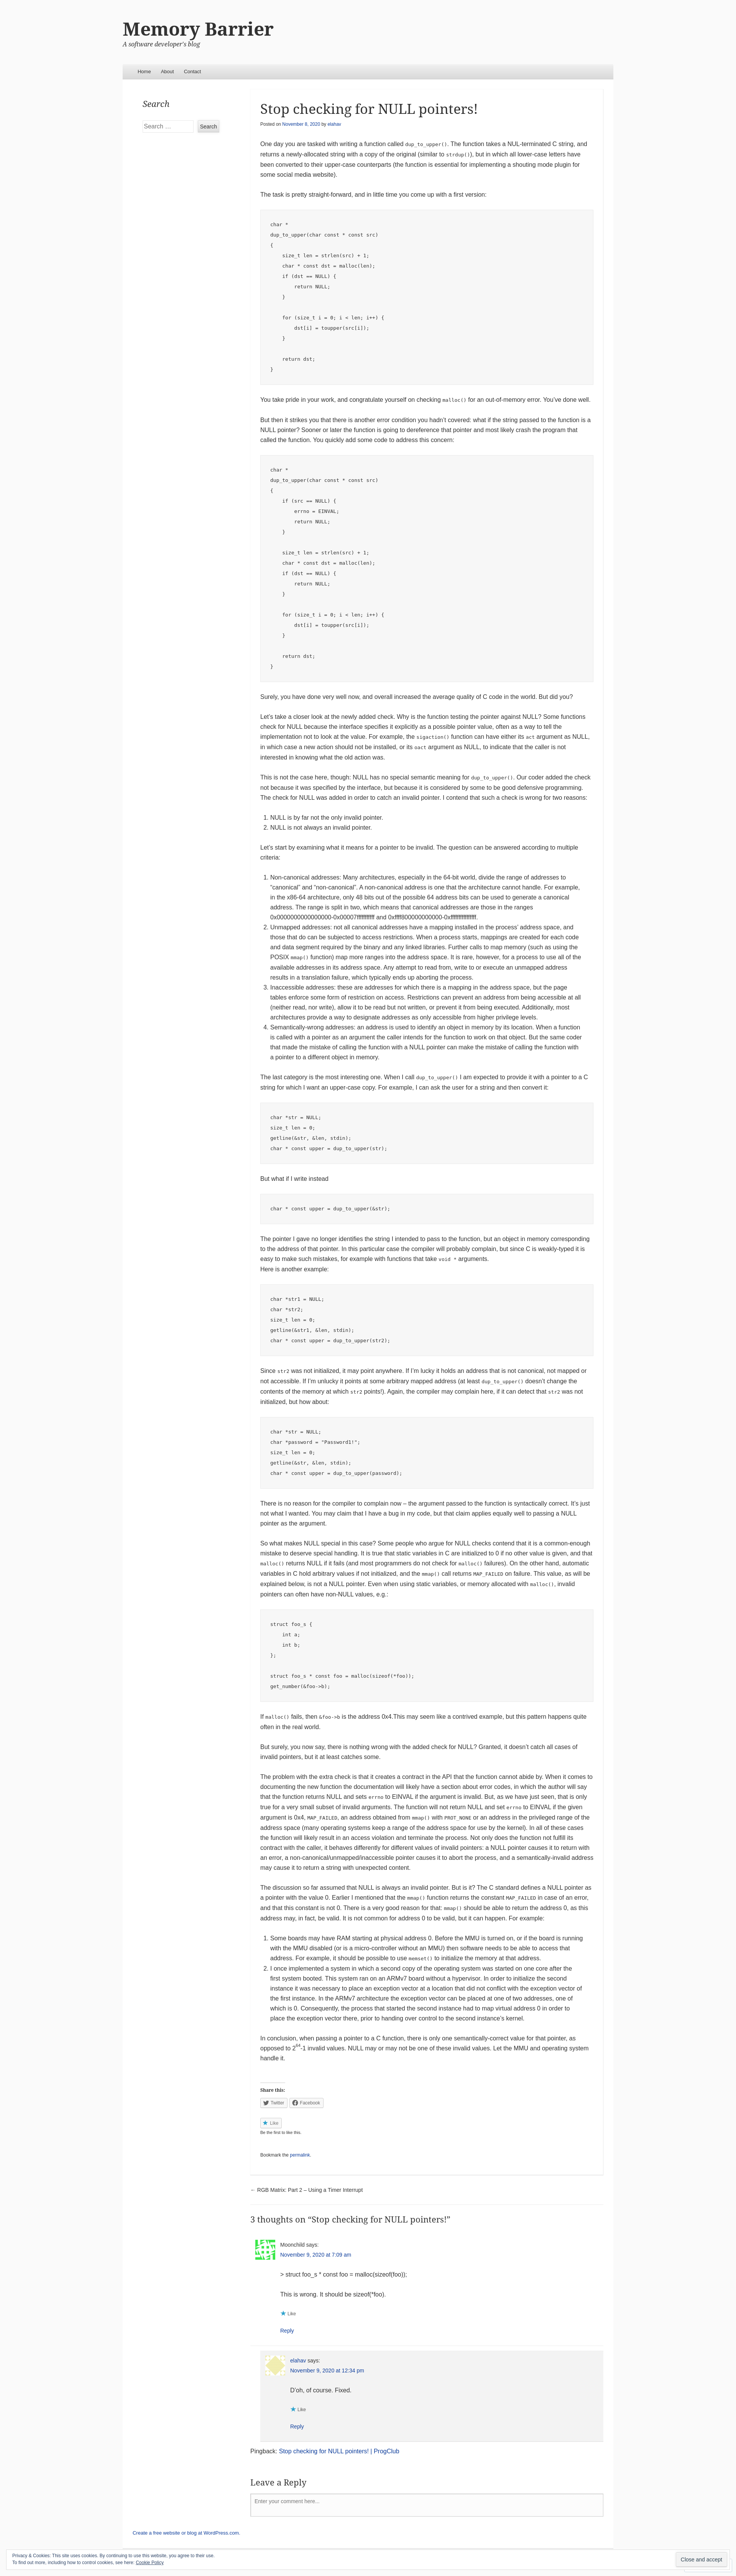 Memory Barrier
A software developer's blog
Home About Contact
Search
Search … Search
Stop checking for NULL pointers!
Posted on November 8, 2020 by elahav
One day you are tasked with writing a function called dup_to_upper(). The function takes a NUL-terminated C string, and
returns a newly-allocated string with a copy of the original (similar to strdup()), but in which all lower-case letters have
been converted to their upper-case counterparts (the function is essential for implementing a shouting mode plugin for
some social media website).
The task is pretty straight-forward, and in little time you come up with a first version:
char *
dup_to_upper(char const * const src)
{
    size_t len = strlen(src) + 1;
    char * const dst = malloc(len);
    if (dst == NULL) {
        return NULL;
    }
    for (size_t i = 0; i < len; i++) {
        dst[i] = toupper(src[i]);
    }
    return dst;
}
You take pride in your work, and congratulate yourself on checking malloc() for an out-of-memory error. You've done well.
But then it strikes you that there is another error condition you hadn't covered: what if the string passed to the function is a
NULL pointer? Sooner or later the function is going to dereference that pointer and most likely crash the program that
called the function. You quickly add some code to address this concern:
char *
dup_to_upper(char const * const src)
{
    if (src == NULL) {
        errno = EINVAL;
        return NULL;
    }
    size_t len = strlen(src) + 1;
    char * const dst = malloc(len);
    if (dst == NULL) {
        return NULL;
    }
    for (size_t i = 0; i < len; i++) {
        dst[i] = toupper(src[i]);
    }
    return dst;
}
Surely, you have done very well now, and overall increased the average quality of C code in the world. But did you?
Let's take a closer look at the newly added check. Why is the function testing the pointer against NULL? Some functions
check for NULL because the interface specifies it explicitly as a possible pointer value, often as a way to tell the
implementation not to look at the value. For example, the sigaction() function can have either its act argument as NULL,
in which case a new action should not be installed, or its oact argument as NULL, to indicate that the caller is not
interested in knowing what the old action was.
This is not the case here, though: NULL has no special semantic meaning for dup_to_upper(). Our coder added the check
not because it was specified by the interface, but because it is considered by some to be good defensive programming.
The check for NULL was added in order to catch an invalid pointer. I contend that such a check is wrong for two reasons:
1. NULL is by far not the only invalid pointer.
2. NULL is not always an invalid pointer.
Let's start by examining what it means for a pointer to be invalid. The question can be answered according to multiple
criteria:
1. Non-canonical addresses: Many architectures, especially in the 64-bit world, divide the range of addresses to
"canonical" and "non-canonical". A non-canonical address is one that the architecture cannot handle. For example,
in the x86-64 architecture, only 48 bits out of the possible 64 address bits can be used to generate a canonical
address. The range is split in two, which means that canonical addresses are those in the ranges
0x0000000000000000-0x00007fffffffffff and 0xffff800000000000-0xffffffffffffffff.
2. Unmapped addresses: not all canonical addresses have a mapping installed in the process' address space, and
those that do can be subjected to access restrictions. When a process starts, mappings are created for each code
and data segment required by the binary and any linked libraries. Further calls to map memory (such as using the
POSIX mmap() function) map more ranges into the address space. It is rare, however, for a process to use all of the
available addresses in its address space. Any attempt to read from, write to or execute an unmapped address
results in a translation failure, which typically ends up aborting the process.
3. Inaccessible addresses: these are addresses for which there is a mapping in the address space, but the page
tables enforce some form of restriction on access. Restrictions can prevent an address from being accessible at all
(neither read, nor write), allow it to be read but not written, or prevent it from being executed. Additionally, most
architectures provide a way to designate addresses as only accessible from higher privilege levels.
4. Semantically-wrong addresses: an address is used to identify an object in memory by its location. When a function
is called with a pointer as an argument the caller intends for the function to work on that object. But the same coder
that made the mistake of calling the function with a NULL pointer can make the mistake of calling the function with
a pointer to a different object in memory.
The last category is the most interesting one. When I call dup_to_upper() I am expected to provide it with a pointer to a C
string for which I want an upper-case copy. For example, I can ask the user for a string and then convert it:
char *str = NULL;
size_t len = 0;
getline(&str, &len, stdin);
char * const upper = dup_to_upper(str);
But what if I write instead
char * const upper = dup_to_upper(&str);
The pointer I gave no longer identifies the string I intended to pass to the function, but an object in memory corresponding
to the address of that pointer. In this particular case the compiler will probably complain, but since C is weakly-typed it is
easy to make such mistakes, for example with functions that take void * arguments.
Here is another example:
char *str1 = NULL;
char *str2;
size_t len = 0;
getline(&str1, &len, stdin);
char * const upper = dup_to_upper(str2);
Since str2 was not initialized, it may point anywhere. If I'm lucky it holds an address that is not canonical, not mapped or
not accessible. If I'm unlucky it points at some arbitrary mapped address (at least dup_to_upper() doesn't change the
contents of the memory at which str2 points!). Again, the compiler may complain here, if it can detect that str2 was not
initialized, but how about:
char *str = NULL;
char *password = "Password1!";
size_t len = 0;
getline(&str, &len, stdin);
char * const upper = dup_to_upper(password);
There is no reason for the compiler to complain now – the argument passed to the function is syntactically correct. It's just
not what I wanted. You may claim that I have a bug in my code, but that claim applies equally well to passing a NULL
pointer as the argument.
So what makes NULL special in this case? Some people who argue for NULL checks contend that it is a common-enough
mistake to deserve special handling. It is true that static variables in C are initialized to 0 if no other value is given, and that
malloc() returns NULL if it fails (and most programmers do not check for malloc() failures). On the other hand, automatic
variables in C hold arbitrary values if not initialized, and the mmap() call returns MAP_FAILED on failure. This value, as will be
explained below, is not a NULL pointer. Even when using static variables, or memory allocated with malloc(), invalid
pointers can often have non-NULL values, e.g.:
struct foo_s {
    int a;
    int b;
};
struct foo_s * const foo = malloc(sizeof(*foo));
get_number(&foo->b);
If malloc() fails, then &foo->b is the address 0x4.This may seem like a contrived example, but this pattern happens quite
often in the real world.
But surely, you now say, there is nothing wrong with the added check for NULL? Granted, it doesn't catch all cases of
invalid pointers, but it at least catches some.
The problem with the extra check is that it creates a contract in the API that the function cannot abide by. When it comes to
documenting the new function the documentation will likely have a section about error codes, in which the author will say
that the function returns NULL and sets errno to EINVAL if the argument is invalid. But, as we have just seen, that is only
true for a very small subset of invalid arguments. The function will not return NULL and set errno to EINVAL if the given
argument is 0x4, MAP_FAILED, an address obtained from mmap() with PROT_NONE or an address in the privileged range of the
address space (many operating systems keep a range of the address space for use by the kernel). In all of these cases
the function will likely result in an access violation and terminate the process. Not only does the function not fulfill its
contract with the caller, it behaves differently for different values of invalid pointers: a NULL pointer causes it to return with
an error, a non-canonical/unmapped/inaccessible pointer causes it to abort the process, and a semantically-invalid address
may cause it to return a string with unexpected content.
The discussion so far assumed that NULL is always an invalid pointer. But is it? The C standard defines a NULL pointer as
a pointer with the value 0. Earlier I mentioned that the mmap() function returns the constant MAP_FAILED in case of an error,
and that this constant is not 0. There is a very good reason for that: mmap() should be able to return the address 0, as this
address may, in fact, be valid. It is not common for address 0 to be valid, but it can happen. For example:
1. Some boards may have RAM starting at physical address 0. Before the MMU is turned on, or if the board is running
with the MMU disabled (or is a micro-controller without an MMU) then software needs to be able to access that
address. For example, it should be possible to use memset() to initialize the memory at that address.
2. I once implemented a system in which a second copy of the operating system was started on one core after the
first system booted. This system ran on an ARMv7 board without a hypervisor. In order to initialize the second
instance it was necessary to place an exception vector at a location that did not conflict with the exception vector of
the first instance. In the ARMv7 architecture the exception vector can be placed at one of two addresses, one of
which is 0. Consequently, the process that started the second instance had to map virtual address 0 in order to
place the exception vector there, prior to handing over control to the second instance's kernel.
In conclusion, when passing a pointer to a C function, there is only one semantically-correct value for that pointer, as
opposed to 2^64-1 invalid values. NULL may or may not be one of these invalid values. Let the MMU and operating system
handle it.
Share this:
Twitter Facebook
Like
Be the first to like this.
Bookmark the permalink.
← RGB Matrix: Part 2 – Using a Timer Interrupt
3 thoughts on "Stop checking for NULL pointers!"
Moonchild says:
November 9, 2020 at 7:09 am
> struct foo_s * const foo = malloc(sizeof(foo));
This is wrong. It should be sizeof(*foo).
Like
Reply
elahav says:
November 9, 2020 at 12:34 pm
D'oh, of course. Fixed.
Like
Reply
Pingback: Stop checking for NULL pointers! | ProgClub
Leave a Reply
Enter your comment here...
Create a free website or blog at WordPress.com.
Privacy & Cookies: This site uses cookies. By continuing to use this website, you agree to their use.
To find out more, including how to control cookies, see here: Cookie Policy
Close and accept